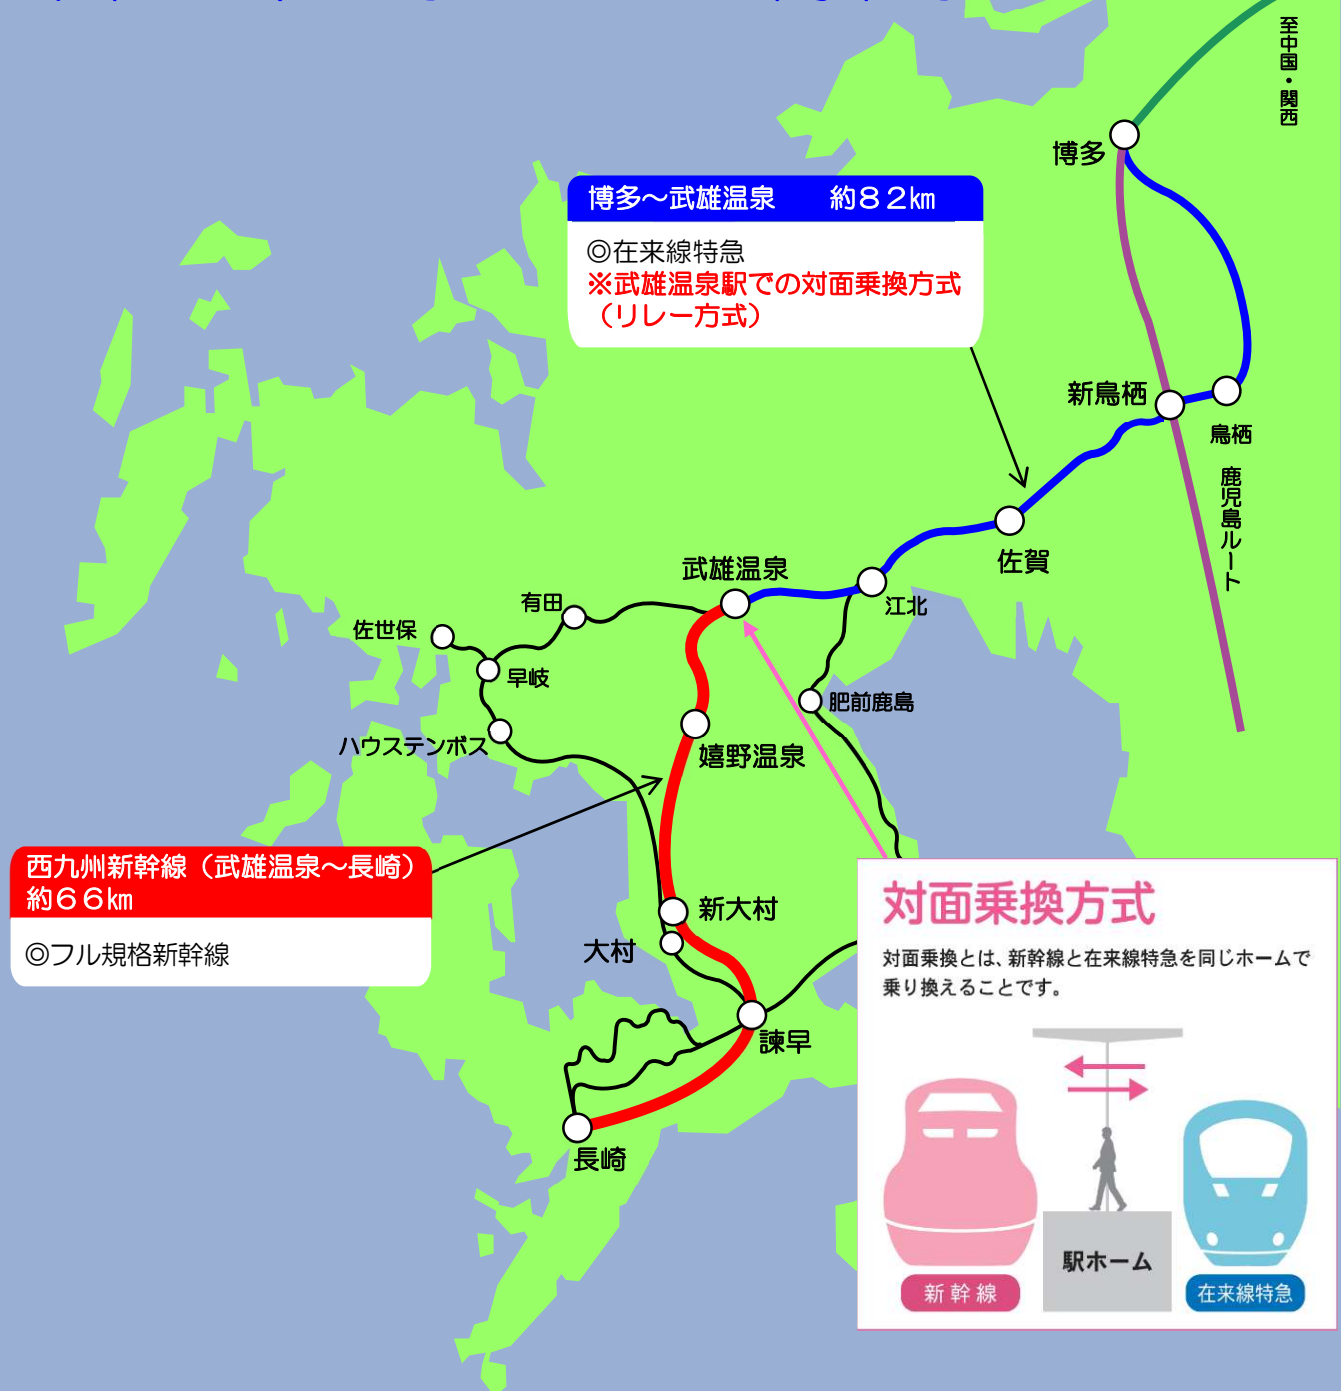 至中国・関西
博多
博多～武雄温泉　約８２㎞
◎在来線特急
※武雄温泉駅での対面乗換方式
（リレー方式）
新鳥栖
鳥栖
鹿児島ルート
佐賀
武雄温泉
江北
有田
佐世保
早岐
肥前鹿島
ハウステンボス
嬉野温泉
西九州新幹線（武雄温泉～長崎）
約６６㎞
◎フル規格新幹線
新大村
大村
諫早
長崎
対面乗換方式
対面乗換とは、新幹線と在来線特急を同じホームで
乗り換えることです。
駅ホーム
新幹線
在来線特急